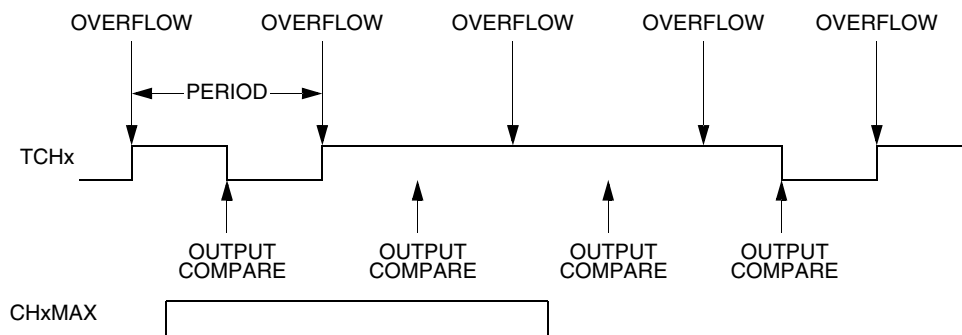 OVERFLOW OVERFLOW OVERFLOW OVERFLOW OVERFLOW
PERIOD
TCHx
OUTPUT COMPARE
OUTPUT COMPARE
OUTPUT COMPARE
OUTPUT COMPARE
CHxMAX